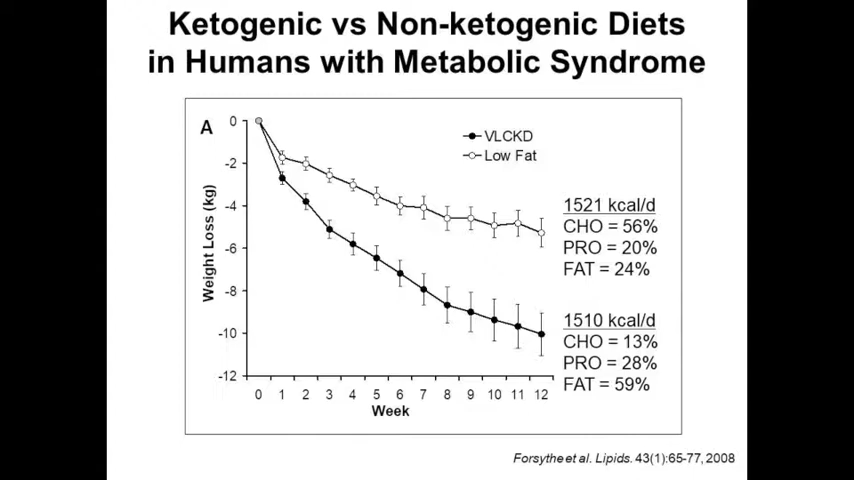 Ketogenic vs Non-ketogenic Diets
in Humans with Metabolic Syndrome
A
VLCKD
Low Fat
Weight Loss (kg)
0
-2
-4
-6
-8
-10
-12
0 1 2 3 4 5 6 7 8 9 10 11 12
Week
1521 kcal/d
CHO = 56%
PRO = 20%
FAT = 24%
1510 kcal/d
CHO = 13%
PRO = 28%
FAT = 59%
Forsythe et al. Lipids. 43(1):65-77, 2008